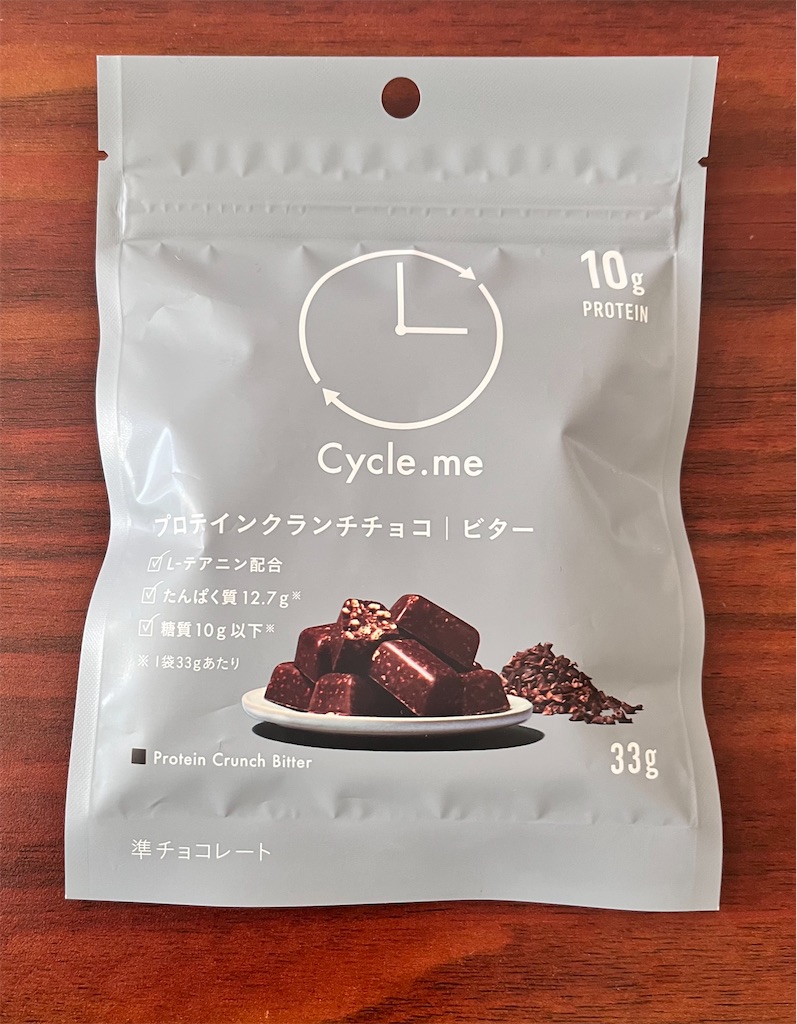 10g
PROTEIN
Cycle.me
プロテインクランチチョコ｜ビター
L-テアニン配合
たんぱく質12.7g※
糖質10g以下※
※1袋33gあたり
Protein Crunch Bitter
33g
準チョコレート